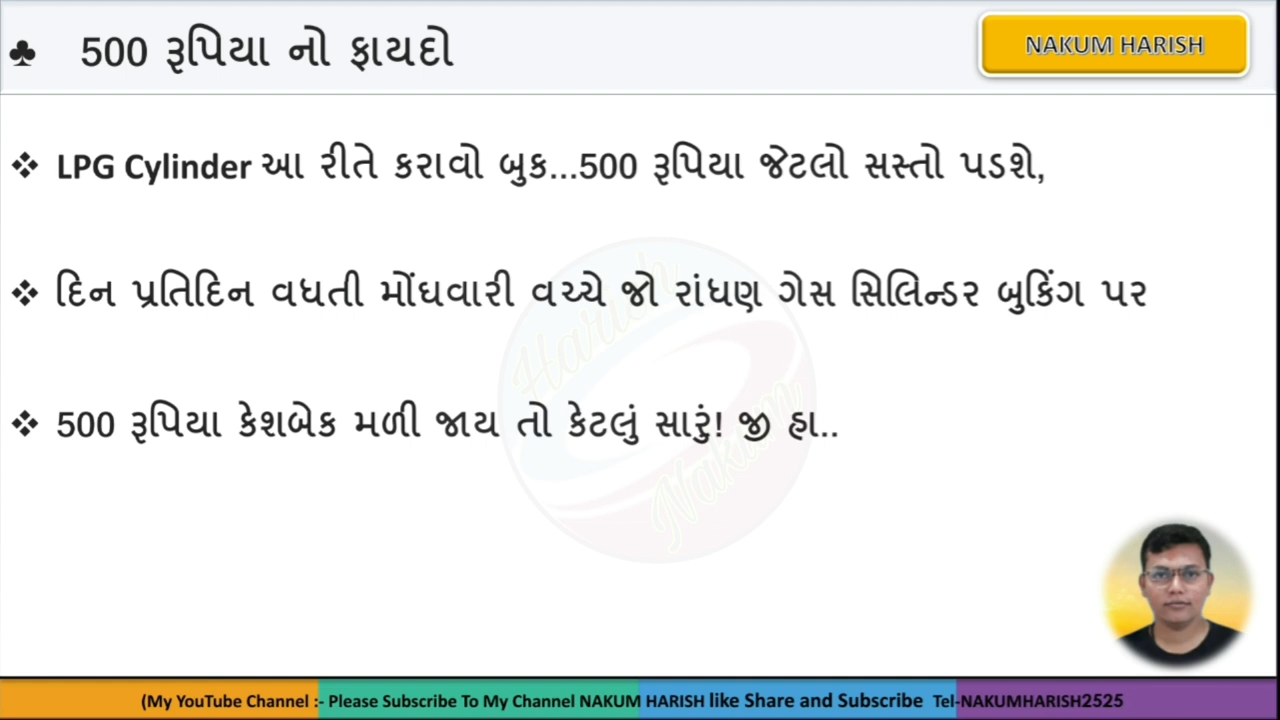 ♣ 500 રૂપિયા નો ફાયદો
NAKUM HARISH
❖ LPG Cylinder આ રીતે કરાવો બુક...500 રૂપિયા જેટલો સસ્તો પડશે,
❖ દિન પ્રતિદિન વધતી મોંઘવારી વચ્ચે જો રાંધણ ગેસ સિલિન્ડર બુકિંગ પર
❖ 500 રૂપિયા કેશબેક મળી જાય તો કેટલું સારું! જી હા..
Harish
Nakum
(My YouTube Channel :- Please Subscribe To My Channel NAKUM HARISH like Share and Subscribe Tel-NAKUMHARISH2525